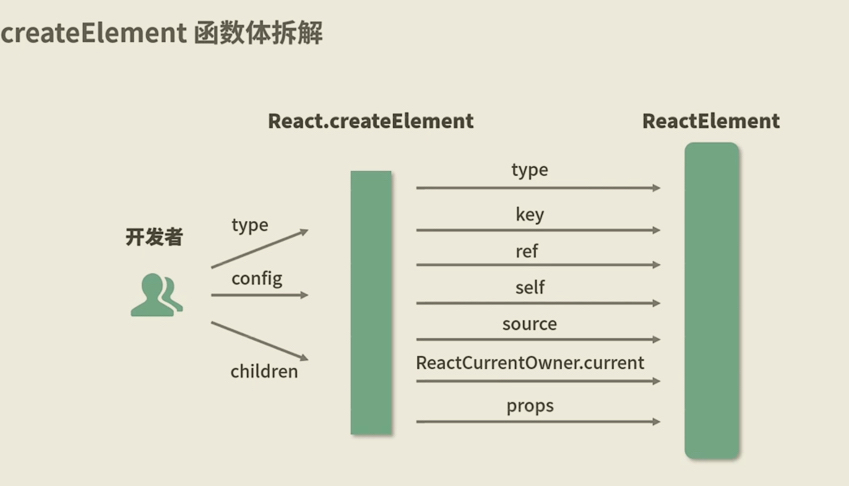 createElement 函数体拆解
React.createElement
ReactElement
开发者
type
config
children
type
key
ref
self
source
ReactCurrentOwner.current
props